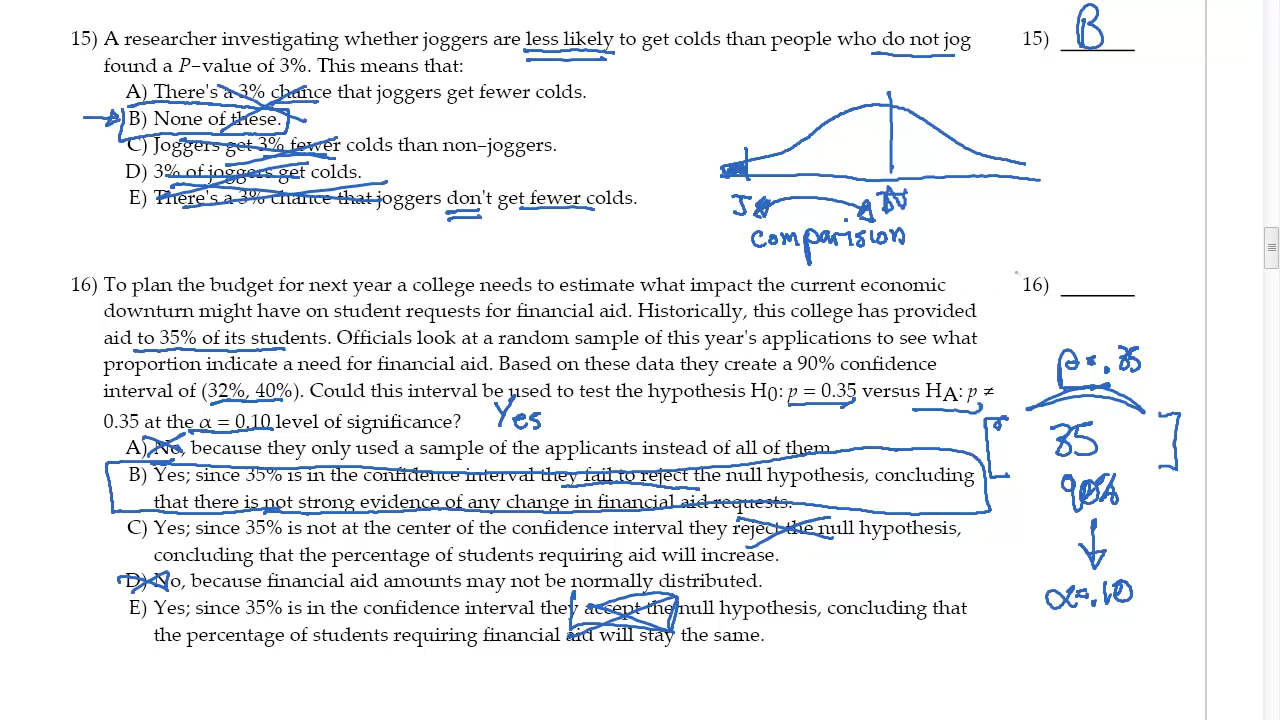 15) A researcher investigating whether joggers are less likely to get colds than people who do not jog 15) B
found a P-value of 3%. This means that:
A) There's a 3% chance that joggers get fewer colds.
B) None of these.
C) Joggers get 3% fewer colds than non-joggers.
D) 3% of joggers get colds.
E) There's a 3% chance that joggers don't get fewer colds.
J N
comparision
16) To plan the budget for next year a college needs to estimate what impact the current economic 16)
downturn might have on student requests for financial aid. Historically, this college has provided
aid to 35% of its students. Officials look at a random sample of this year's applications to see what
proportion indicate a need for financial aid. Based on these data they create a 90% confidence
interval of (32%, 40%). Could this interval be used to test the hypothesis H0: p = 0.35 versus HA: p ≠
0.35 at the α = 0.10 level of significance?
Yes
A) No, because they only used a sample of the applicants instead of all of them.
B) Yes; since 35% is in the confidence interval they fail to reject the null hypothesis, concluding
that there is not strong evidence of any change in financial aid requests.
C) Yes; since 35% is not at the center of the confidence interval they reject the null hypothesis,
concluding that the percentage of students requiring aid will increase.
D) No, because financial aid amounts may not be normally distributed.
E) Yes; since 35% is in the confidence interval they accept the null hypothesis, concluding that
the percentage of students requiring financial aid will stay the same.
p = .35
35
90%
α = .10